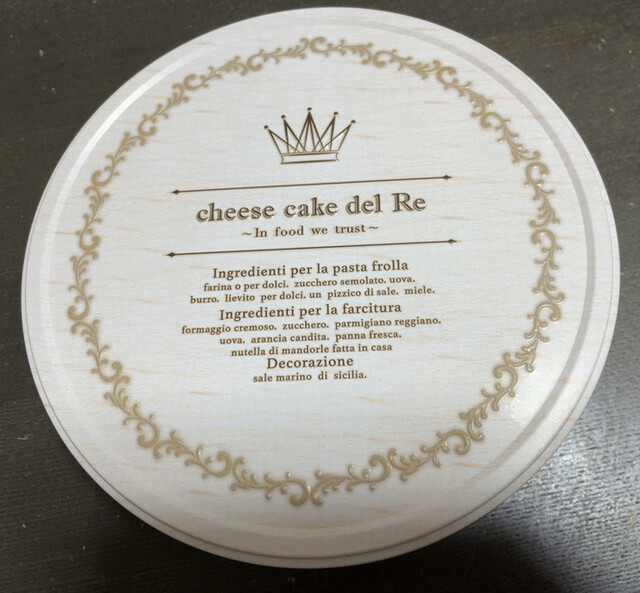 cheese cake del Re
~In food we trust~
Ingredienti per la pasta frolla
farina o per dolci. zucchero semolato. uova.
burro. lievito per dolci. un pizzico di sale. miele.
Ingredienti per la farcitura
formaggio cremoso. zucchero. parmigiano reggiano.
uova. arancia candita. panna fresca.
nutella di mandorle fatta in casa
Decorazione
sale marino di sicilia.